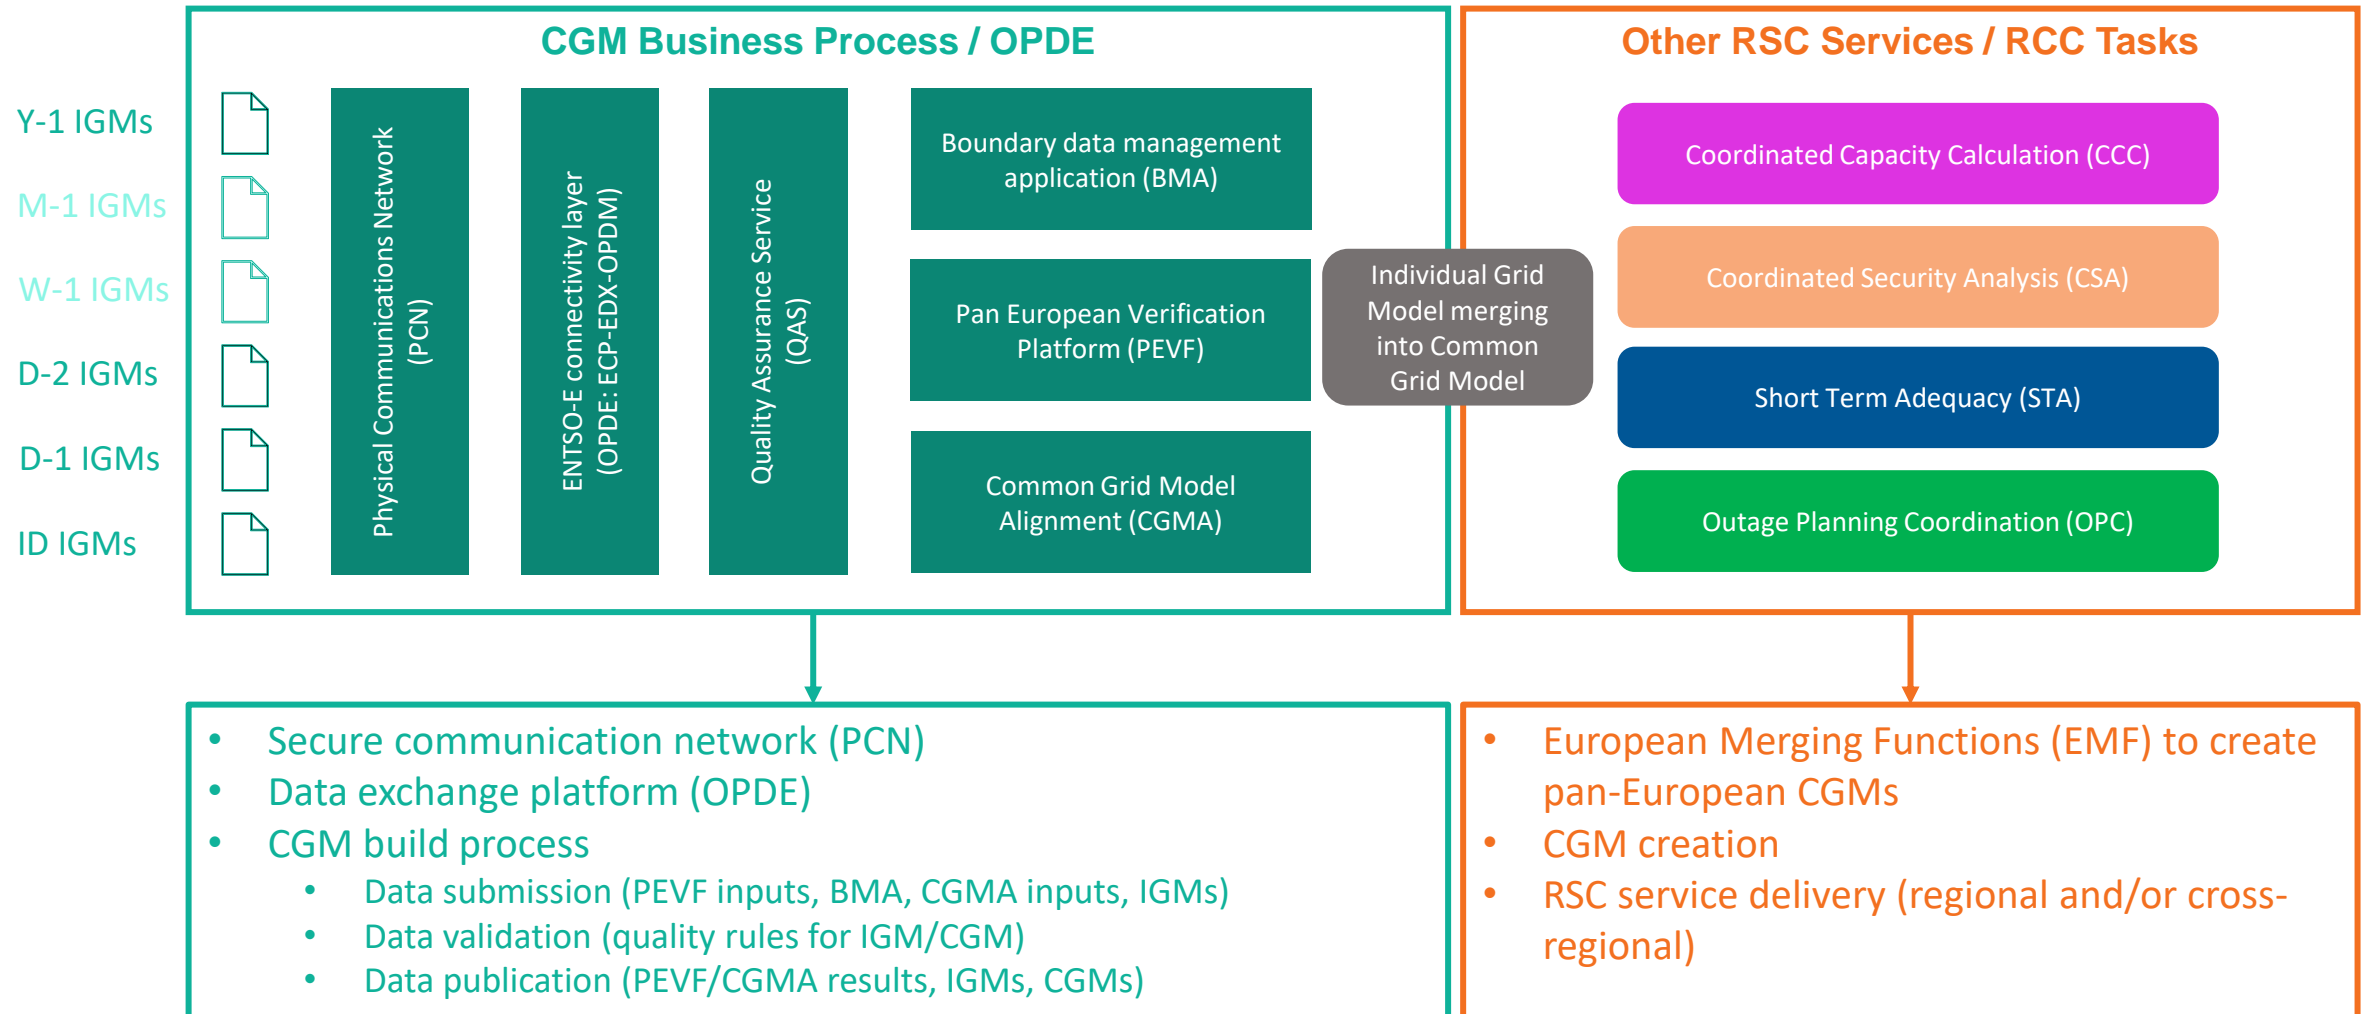 CGM Business Process / OPDE
Other RSC Services / RCC Tasks
Y-1 IGMs
M-1 IGMs
W-1 IGMs
D-2 IGMs
D-1 IGMs
ID IGMs
Physical Communications Network
(PCN)
ENTSO-E connectivity layer
(OPDE: ECP-EDX-OPDM)
Quality Assurance Service
(QAS)
Boundary data management
application (BMA)
Pan European Verification
Platform (PEVF)
Common Grid Model
Alignment (CGMA)
Individual Grid
Model merging
into Common
Grid Model
Coordinated Capacity Calculation (CCC)
Coordinated Security Analysis (CSA)
Short Term Adequacy (STA)
Outage Planning Coordination (OPC)
• Secure communication network (PCN)
• Data exchange platform (OPDE)
• CGM build process
• Data submission (PEVF inputs, BMA, CGMA inputs, IGMs)
• Data validation (quality rules for IGM/CGM)
• Data publication (PEVF/CGMA results, IGMs, CGMs)
• European Merging Functions (EMF) to create
pan-European CGMs
• CGM creation
• RSC service delivery (regional and/or cross-
regional)